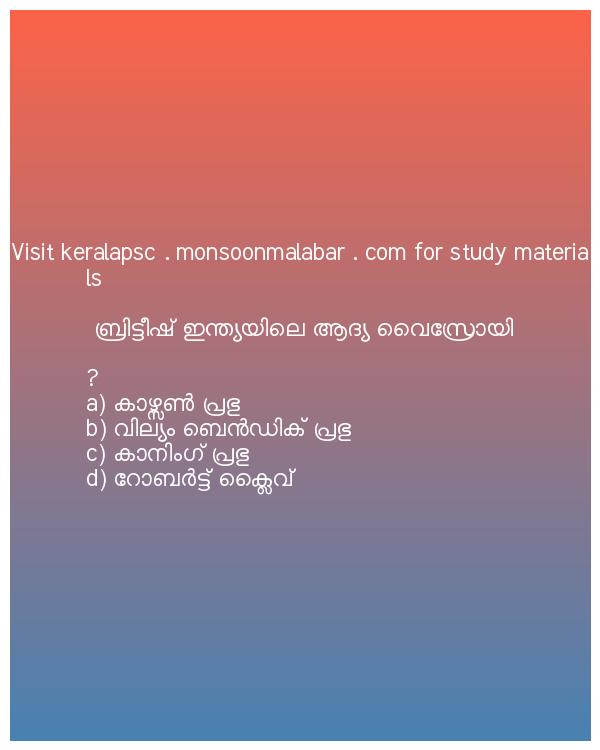 Visit keralapsc . monsoonmalabar . com for study materia
ls
ബ്രിട്ടീഷ് ഇന്ത്യയിലെ ആദ്യ വൈസ്രോയി
?
a) കാഴ്സൺ പ്രഭു
b) വില്യം ബെൻഡിക് പ്രഭു
c) കാനിംഗ് പ്രഭു
d) റോബർട്ട് ക്ലൈവ്